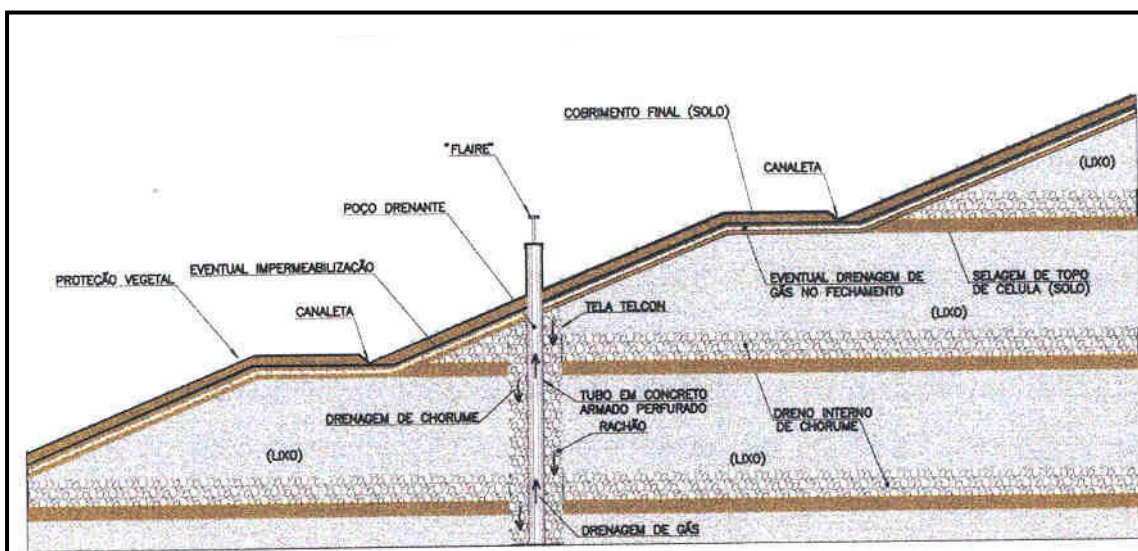 COBRIMENTO FINAL (SOLO)
"FLAIRE"
CANALETA
(LIXO)
POÇO DRENANTE
EVENTUAL IMPERMEABILIZAÇÃO
PROTEÇÃO VEGETAL
CANALETA
TELA TELCON
EVENTUAL DRENAGEM DE
GÁS NO FECHAMENTO
SELAGEM DE TOPO
DE CÉLULA (SOLO)
(LIXO)
DRENAGEM DE CHORUME
TUBO EM CONCRETO
ARMADO PERFURADO
RACHÃO
DRENO INTERNO
DE CHORUME
(LIXO)
(LIXO)
DRENAGEM DE GÁS